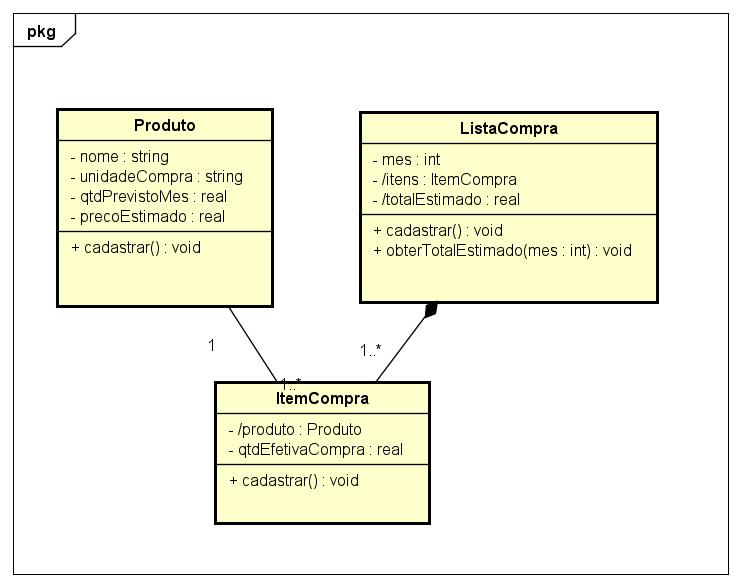 pkg
Produto
- nome : string
- unidadeCompra : string
- qtdPrevistoMes : real
- precoEstimado : real
+ cadastrar() : void
ListaCompra
- mes : int
- /itens : ItemCompra
- /totalEstimado : real
+ cadastrar() : void
+ obterTotalEstimado(mes : int) : void
1
1..*
1..*
ItemCompra
- /produto : Produto
- qtdEfetivaCompra : real
+ cadastrar() : void